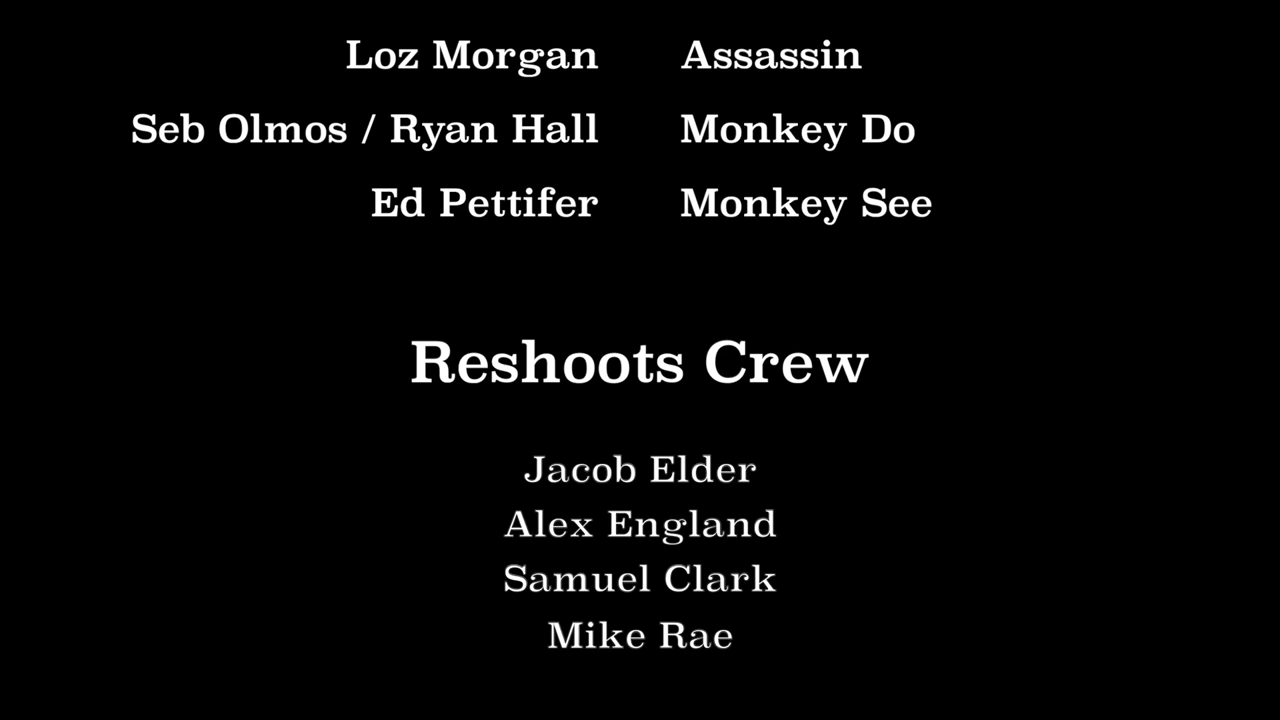 Loz Morgan Assassin
Seb Olmos / Ryan Hall Monkey Do
Ed Pettifer Monkey See
Reshoots Crew
Jacob Elder
Alex England
Samuel Clark
Mike Rae